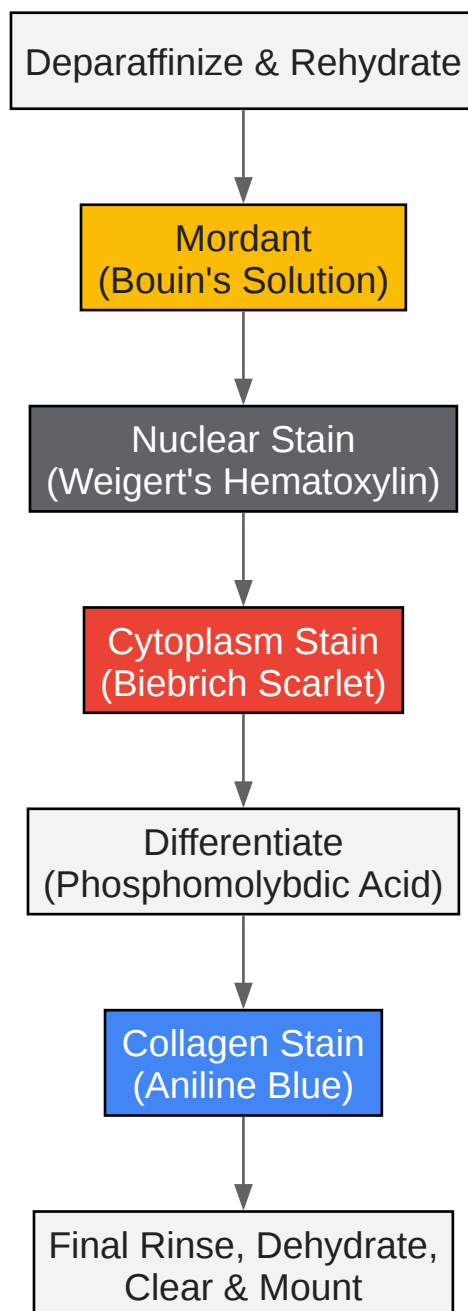 Deparaffinize & Rehydrate
Mordant
(Bouin's Solution)
Nuclear Stain
(Weigert's Hematoxylin)
Cytoplasm Stain
(Biebrich Scarlet)
Differentiate
(Phosphomolybdic Acid)
Collagen Stain
(Aniline Blue)
Final Rinse, Dehydrate,
Clear & Mount